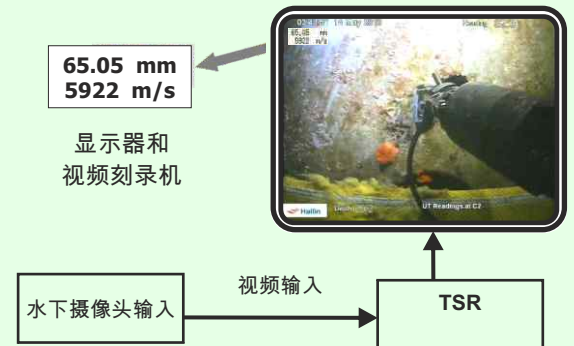 65.05 mm
5922 m/s
65.05 mm
5922 m/s
显示器和
视频刻录机
Hallin
UT Readings at C2
视频输入
水下摄像头输入
TSR